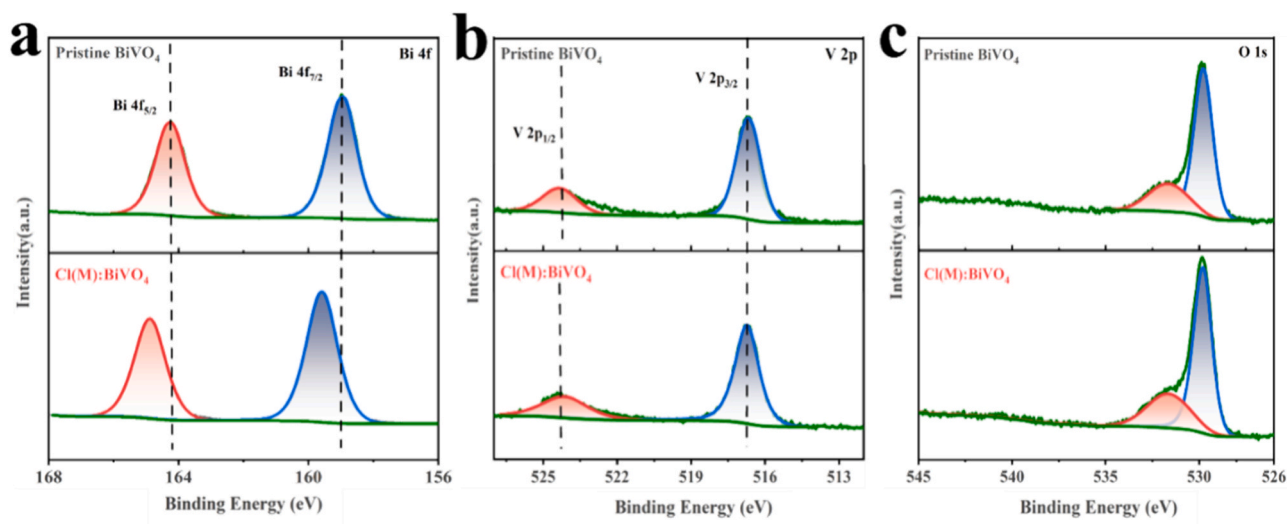 a
Pristine BiVO₄
Bi 4f
Bi 4f₇/₂
Bi 4f₅/₂
Cl(M):BiVO₄
Intensity(a.u.)
168
164
160
156
Binding Energy (eV)
b
Pristine BiVO₄
V 2p
V 2p₃/₂
V 2p₁/₂
Cl(M):BiVO₄
Intensity(a.u.)
525
522
519
516
513
Binding Energy (eV)
c
Pristine BiVO₄
O 1s
Cl(M):BiVO₄
Intensity(a.u.)
545
540
535
530
526
Binding Energy (eV)